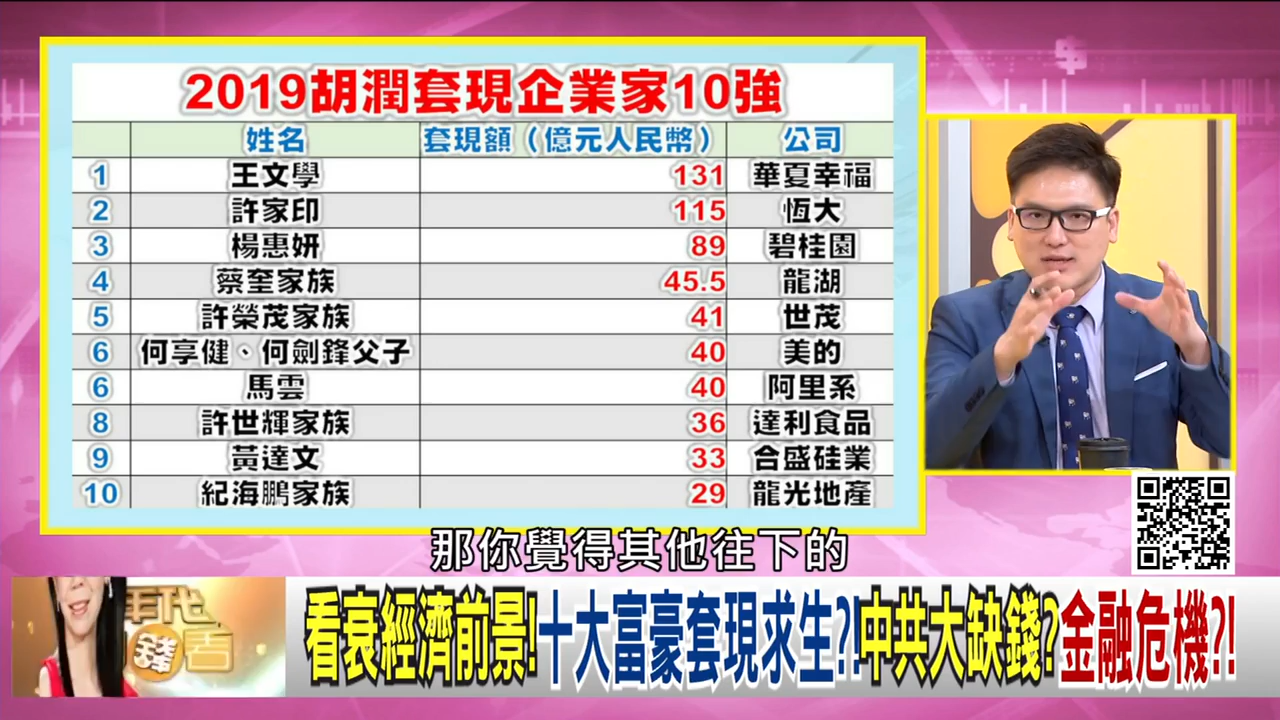 2019胡潤套現企業家10強
姓名 套現額（億元人民幣） 公司
1 王文學 131 華夏幸福
2 許家印 115 恆大
3 楊惠妍 89 碧桂園
4 蔡奎家族 45.5 龍湖
5 許榮茂家族 41 世茂
6 何享健、何劍鋒父子 40 美的
6 馬雲 40 阿里系
8 許世輝家族 36 達利食品
9 黃達文 33 合盛硅業
10 紀海鵬家族 29 龍光地產
那你覺得其他往下的
年代
錢
看衰經濟前景!十大富豪套現求生?!中共大缺錢?金融危機?!